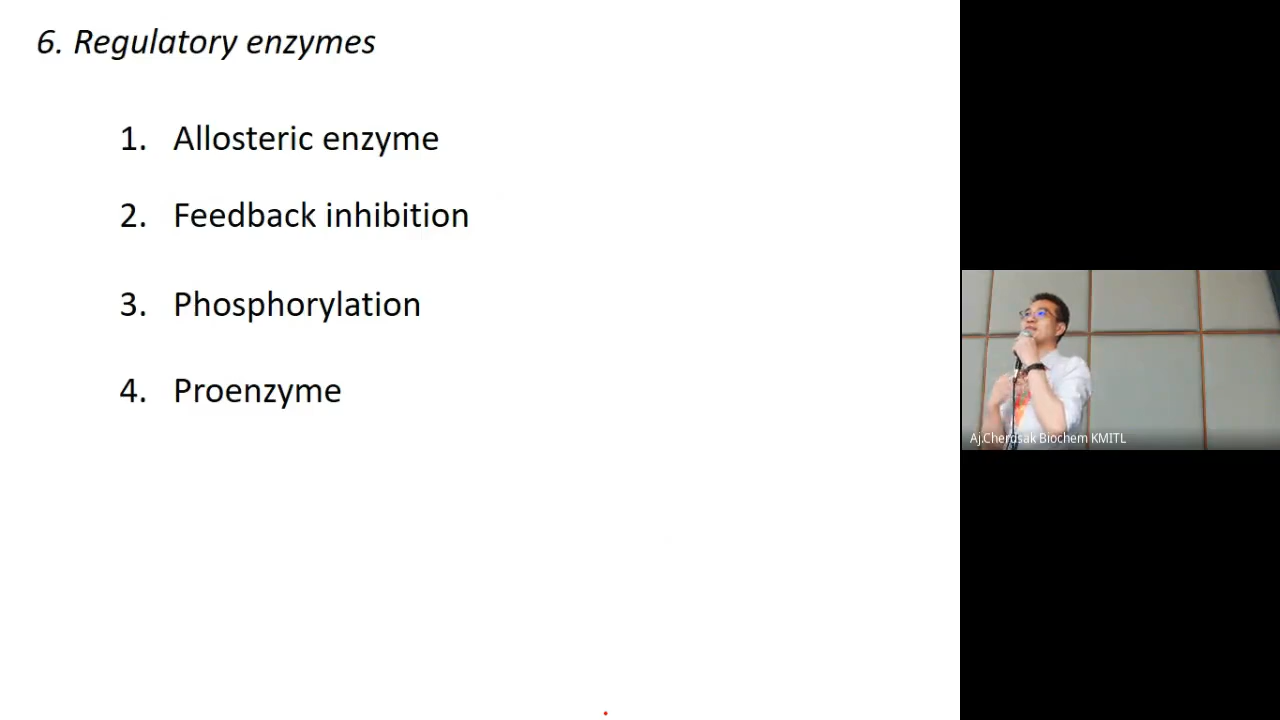 6. Regulatory enzymes
1. Allosteric enzyme
2. Feedback inhibition
3. Phosphorylation
4. Proenzyme
Aj.Cherdsak Biochem KMITL